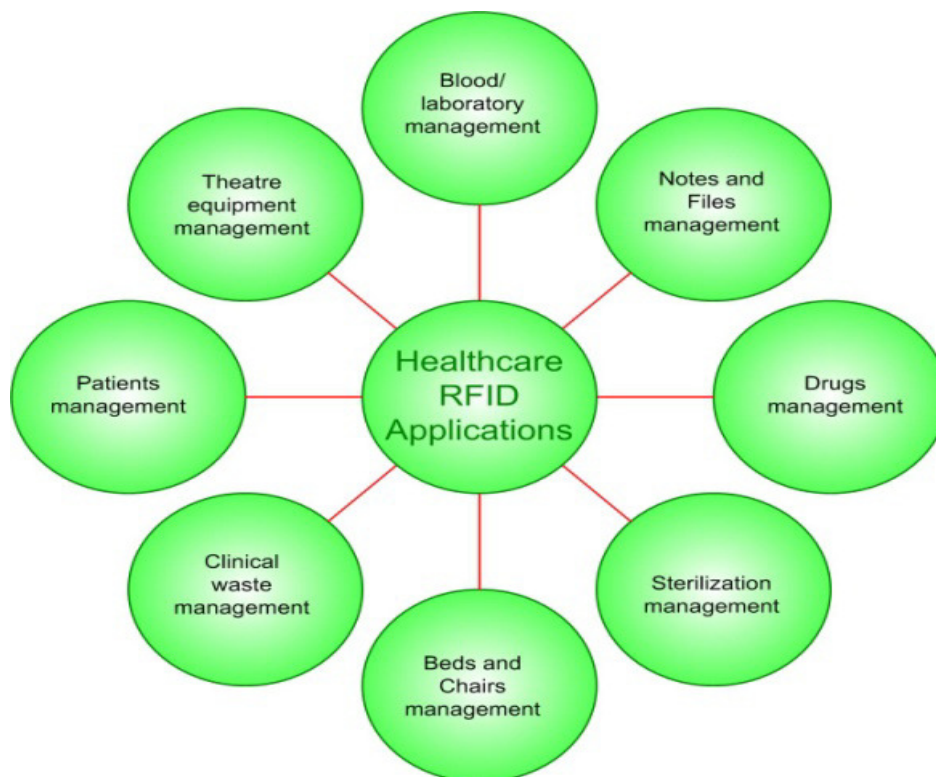 Blood/
laboratory
management
Theatre
equipment
management
Notes and
Files
management
Patients
management
Healthcare
RFID
Applications
Drugs
management
Clinical
waste
management
Sterilization
management
Beds and
Chairs
management